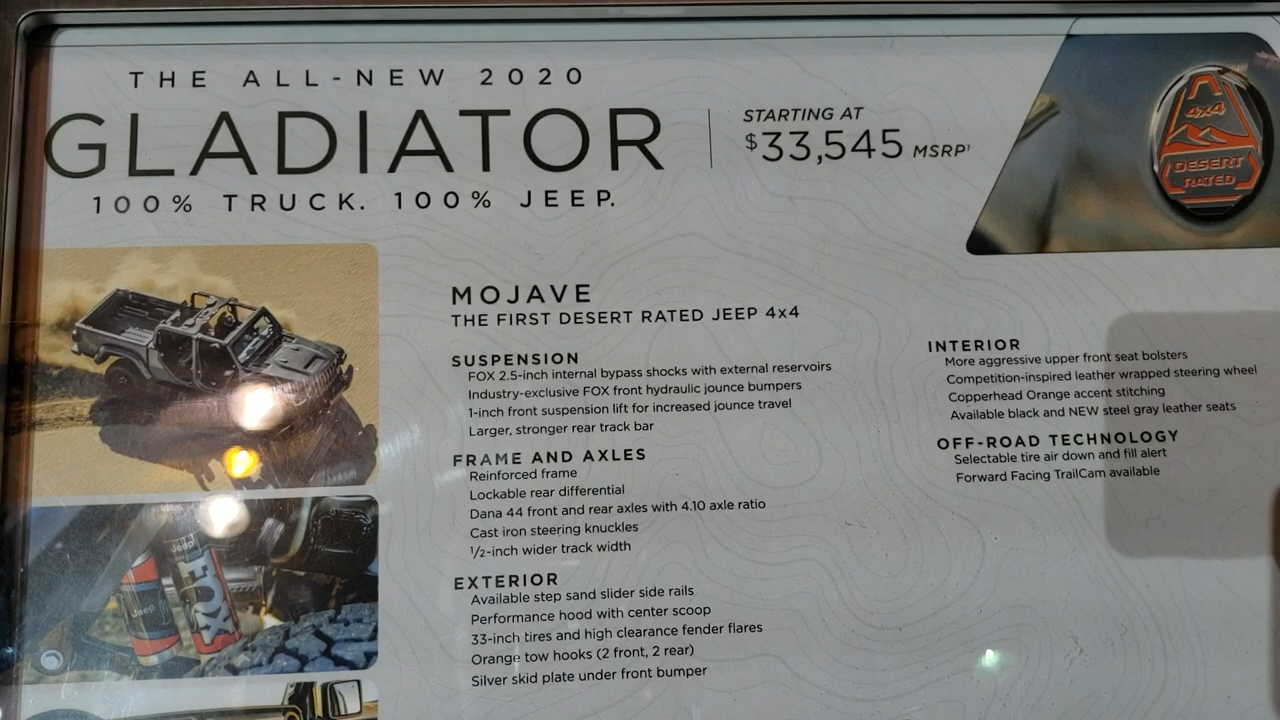 THE ALL-NEW 2020
GLADIATOR
100% TRUCK. 100% JEEP.
STARTING AT
$33,545 MSRP¹
4x4
DESERT
RATED
MOJAVE
THE FIRST DESERT RATED JEEP 4x4
SUSPENSION
FOX 2.5-inch internal bypass shocks with external reservoirs
Industry-exclusive FOX front hydraulic jounce bumpers
1-inch front suspension lift for increased jounce travel
Larger, stronger rear track bar
FRAME AND AXLES
Reinforced frame
Lockable rear differential
Dana 44 front and rear axles with 4.10 axle ratio
Cast iron steering knuckles
½-inch wider track width
EXTERIOR
Available step sand slider side rails
Performance hood with center scoop
33-inch tires and high clearance fender flares
Orange tow hooks (2 front, 2 rear)
Silver skid plate under front bumper
INTERIOR
More aggressive upper front seat bolsters
Competition-inspired leather wrapped steering wheel
Copperhead Orange accent stitching
Available black and NEW steel gray leather seats
OFF-ROAD TECHNOLOGY
Selectable tire air down and fill alert
Forward Facing TrailCam available
Jeep
Jeep
FOX